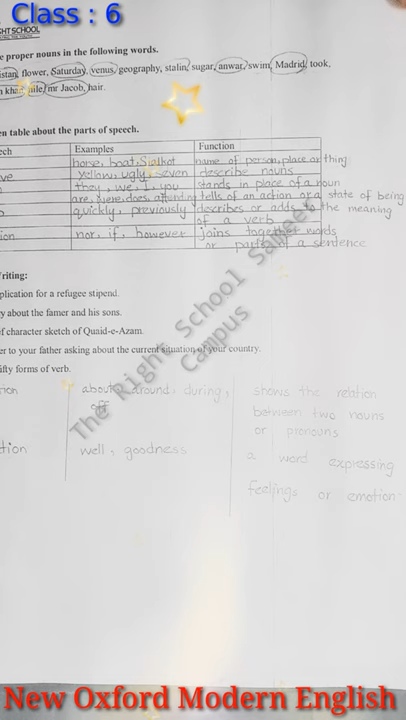 Class : 6
GHT SCHOOL
e proper nouns in the following words.
istan, flower, Saturday, venus, geography, stalin, sugar, anwar, swim, Madrid, took,
n khan, nile, mr Jacob, hair.
en table about the parts of speech.
ech Examples Function
horse, boat, Sialkot name of person, place or thing
ve yellow, ugly, seven describe nouns
they, we, I, you stands in place of a noun
are, were, does, attending tells of an action or a state of being
quickly, previously describes or adds to the meaning
of a verb
ion nor, if, however joins together words
or parts of a sentence
riting:
plication for a refugee stipend.
y about the famer and his sons.
f character sketch of Quaid-e-Azam.
er to your father asking about the current situation of your country.
ifty forms of verb.
tion about, around, during, shows the relation
off between two nouns
or pronouns
tion well, goodness a word expressing
feelings or emotion
The Right School Campus
New Oxford Modern English